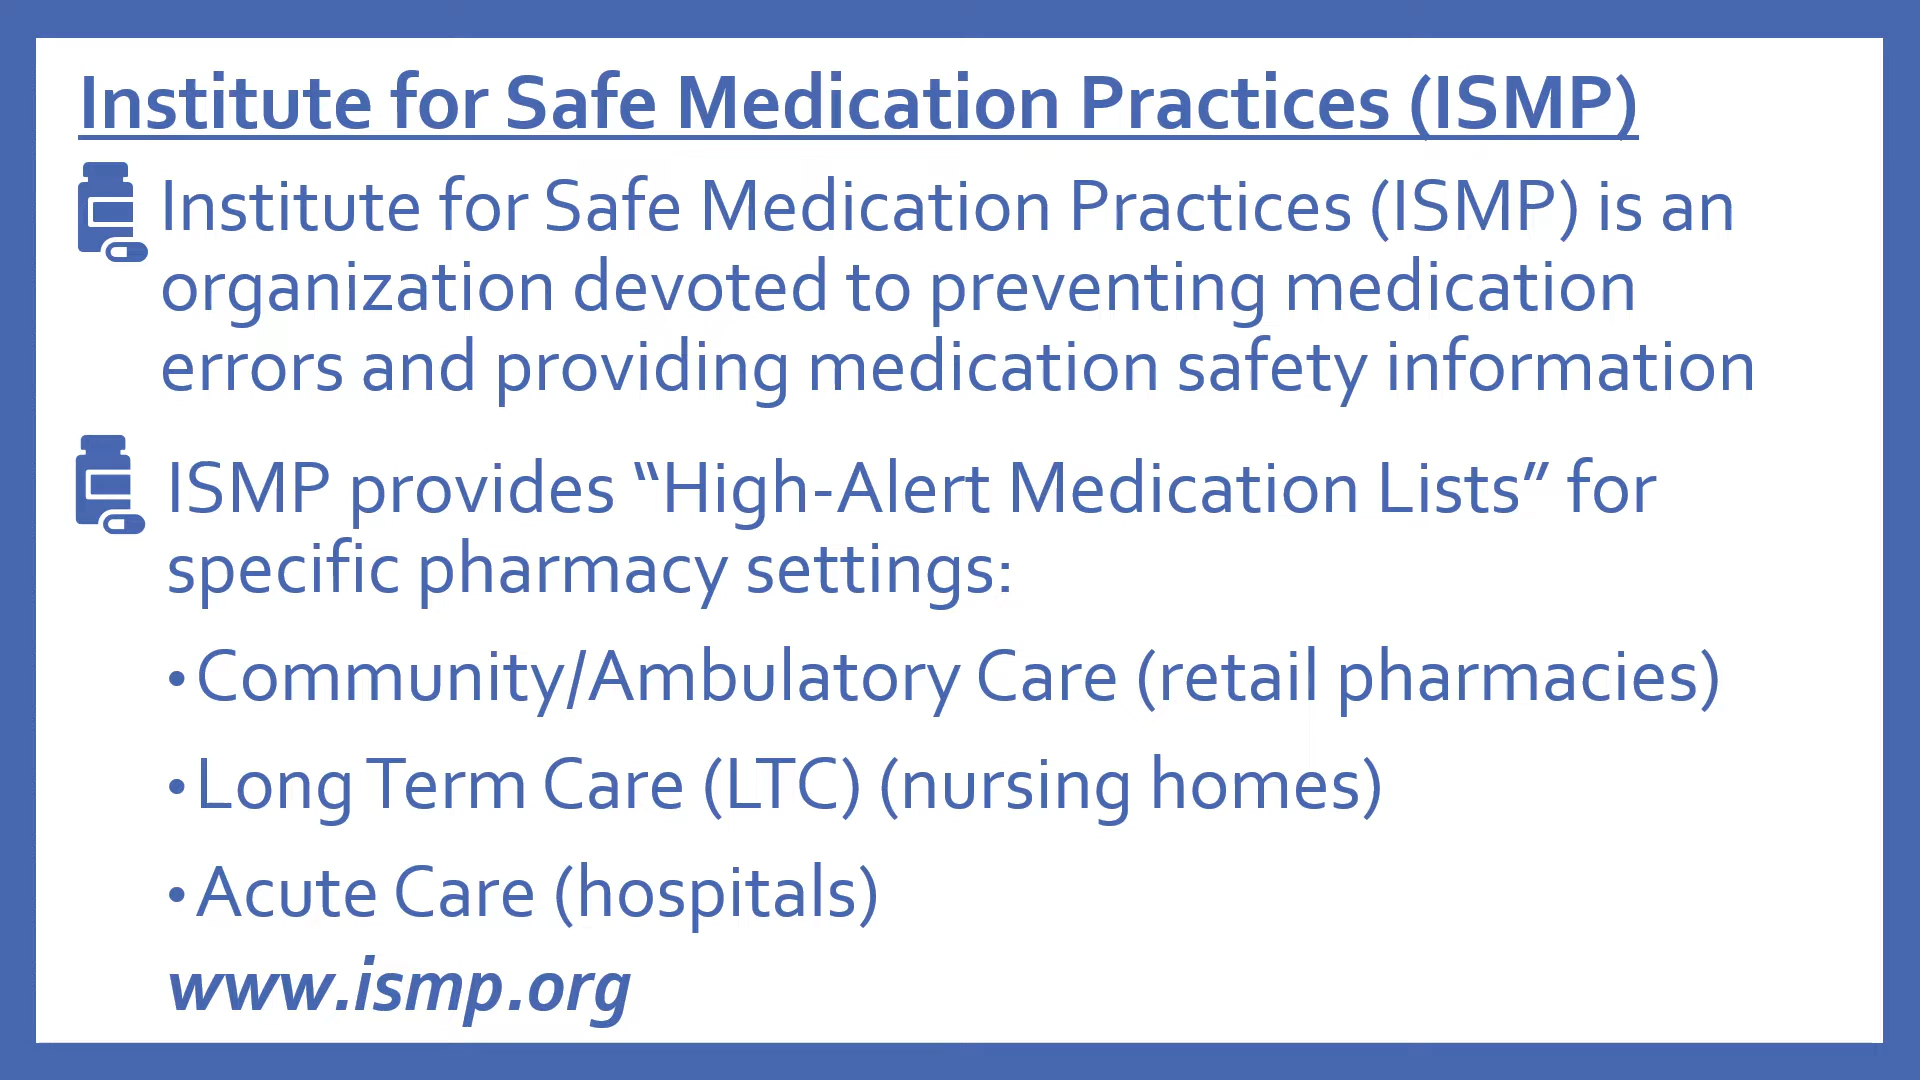 Institute for Safe Medication Practices (ISMP)
Institute for Safe Medication Practices (ISMP) is an
organization devoted to preventing medication
errors and providing medication safety information
ISMP provides “High-Alert Medication Lists” for
specific pharmacy settings:
• Community/Ambulatory Care (retail pharmacies)
• Long Term Care (LTC) (nursing homes)
• Acute Care (hospitals)
www.ismp.org